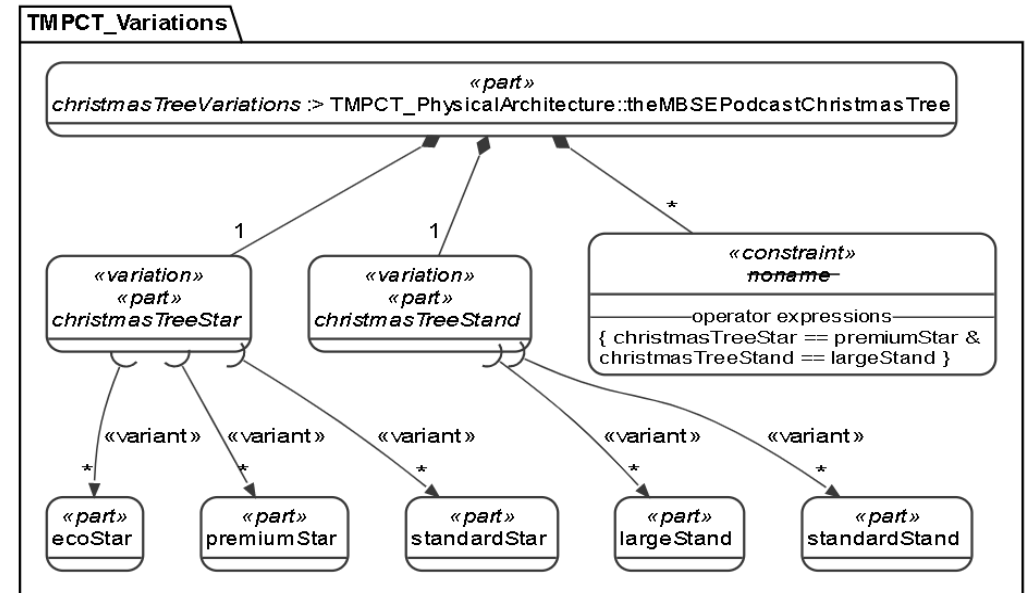 TMPCT_Variations
«part»
christmasTreeVariations :> TMPCT_PhysicalArchitecture::theMBSEPodcastChristmasTree
1
1
*
«variation»
«part»
christmasTreeStar
«variation»
«part»
christmasTreeStand
«constraint»
noname
operator expressions
{ christmasTreeStar == premiumStar &
christmasTreeStand == largeStand }
«variant»
«variant»
«variant»
«variant»
«variant»
*
*
*
*
*
«part»
ecoStar
«part»
premiumStar
«part»
standardStar
«part»
largeStand
«part»
standardStand